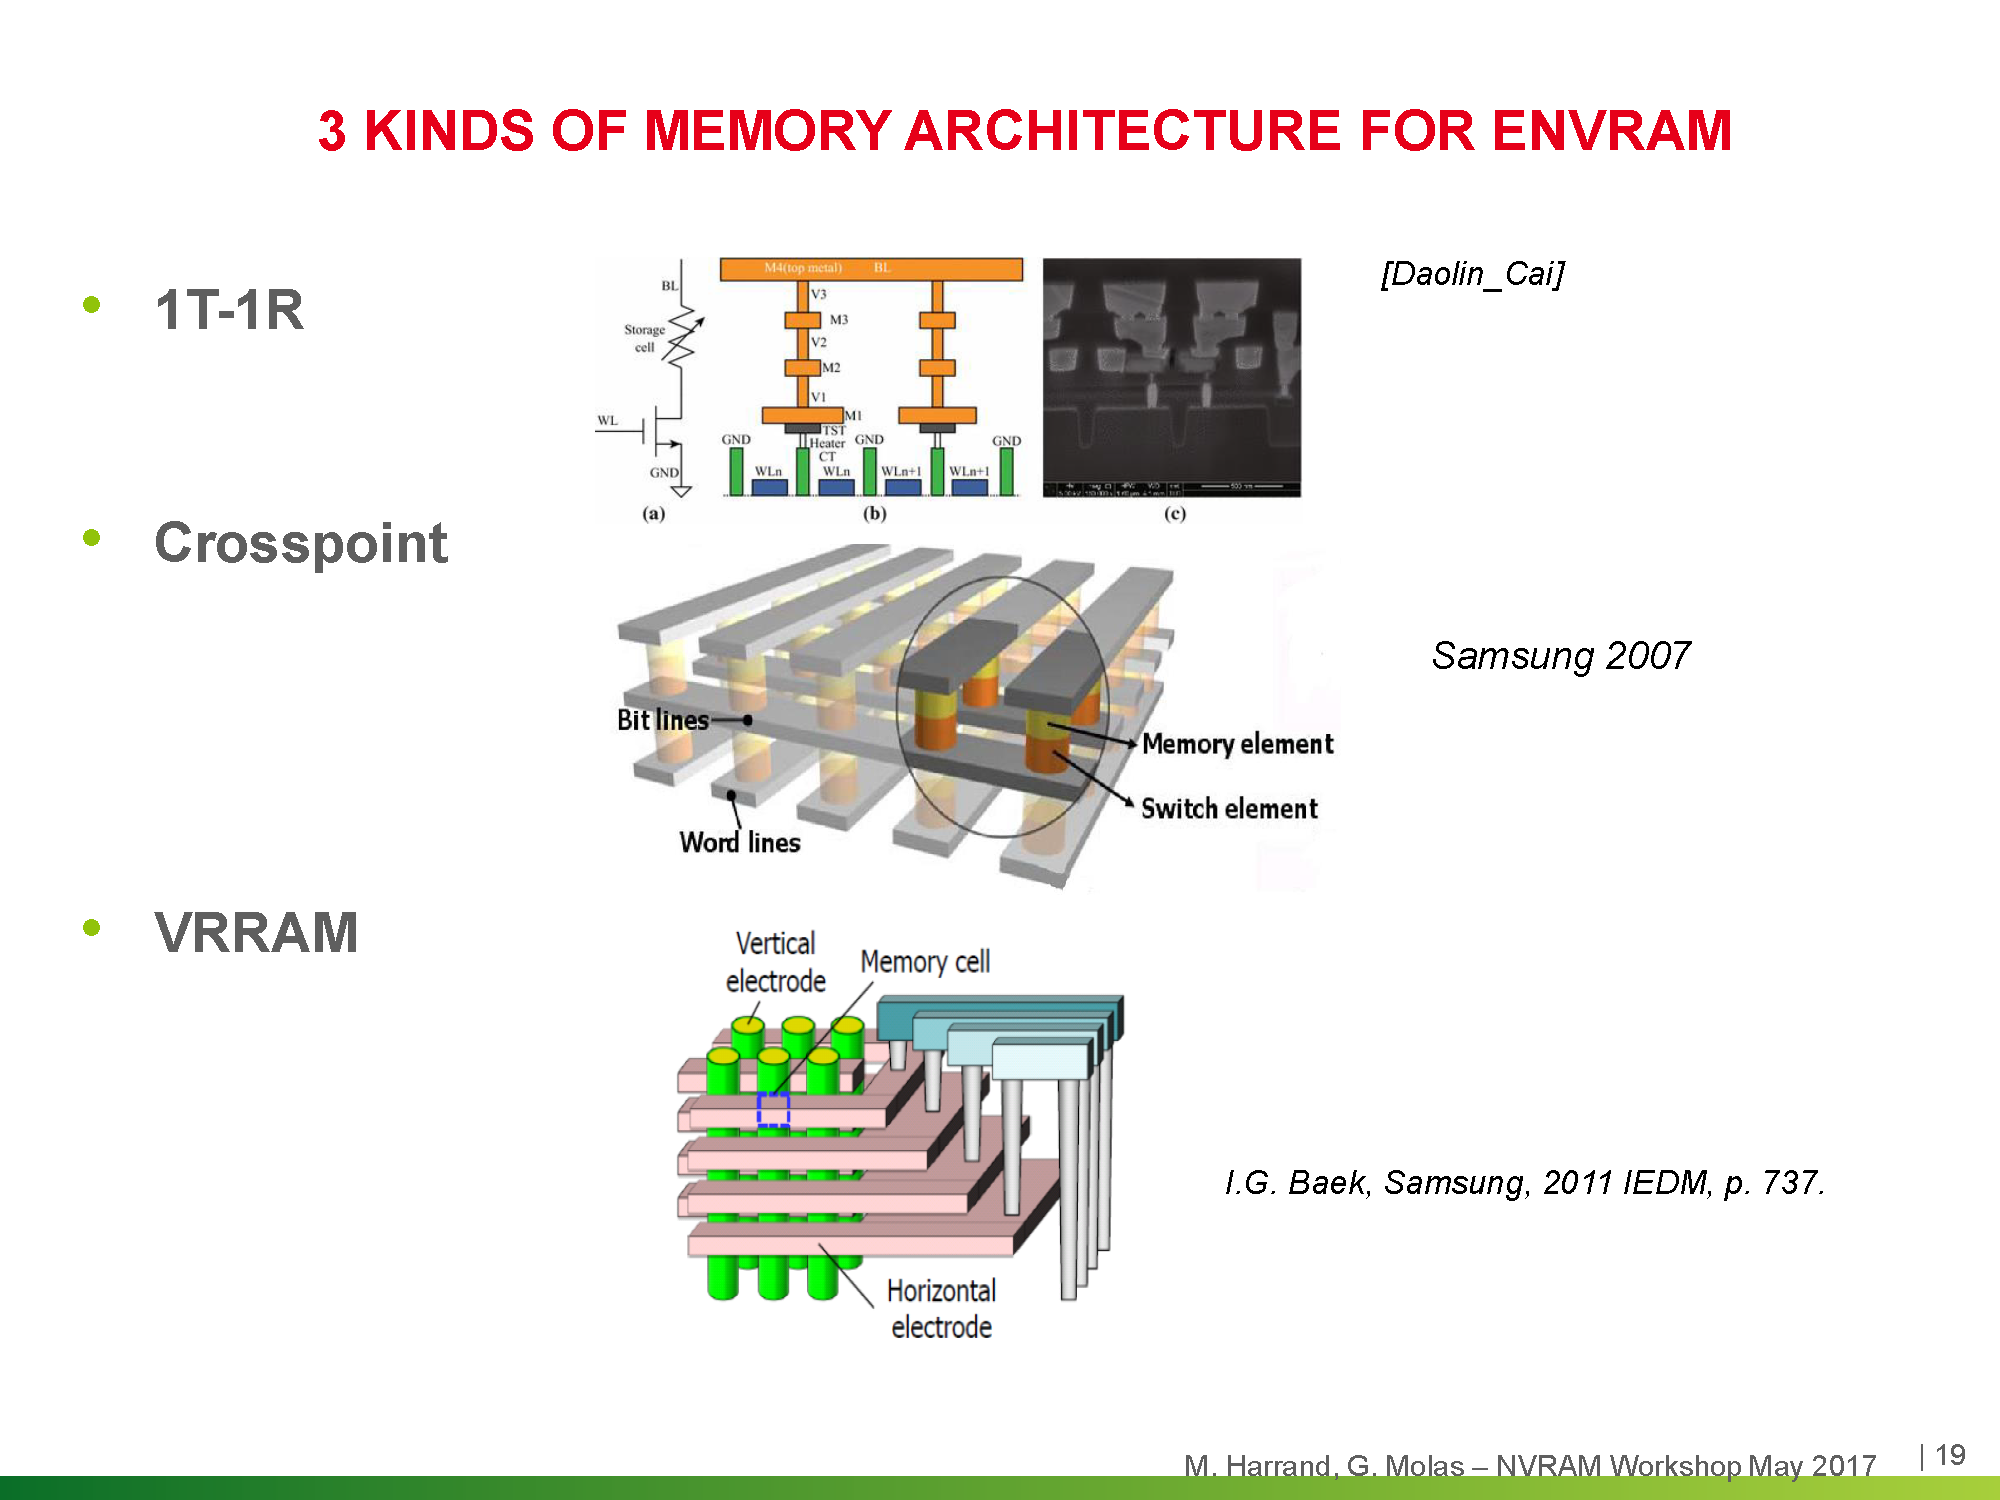 3 KINDS OF MEMORY ARCHITECTURE FOR ENVRAM
• 1T-1R
BL
Storage
cell
WL
GND
(a)
M4(top metal) BL
V3
M3
V2
M2
V1
M1
TST
GND Heater GND GND
CT
WLn WLn WLn+1 WLn+1
(b)
(c)
[Daolin_Cai]
• Crosspoint
Bit lines
Word lines
Memory element
Switch element
Samsung 2007
• VRRAM
Vertical
electrode
Memory cell
Horizontal
electrode
I.G. Baek, Samsung, 2011 IEDM, p. 737.
M. Harrand, G. Molas – NVRAM Workshop May 2017
| 19